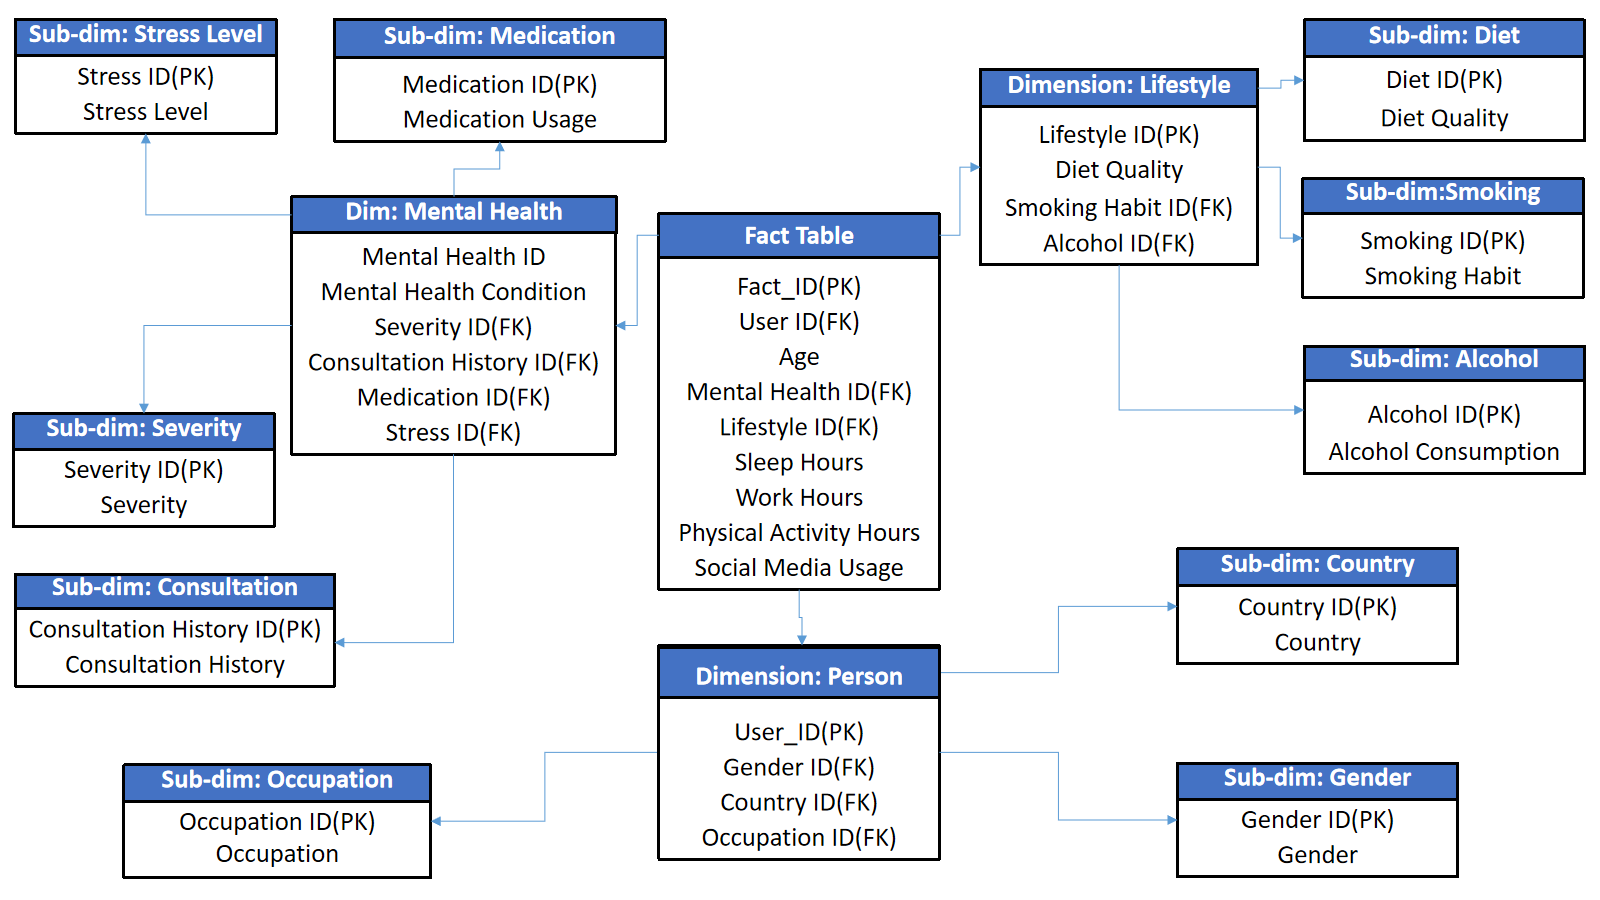 Sub-dim: Stress Level
Stress ID(PK)
Stress Level
Sub-dim: Medication
Medication ID(PK)
Medication Usage
Dimension: Lifestyle
Lifestyle ID(PK)
Diet Quality
Smoking Habit ID(FK)
Alcohol ID(FK)
Sub-dim: Diet
Diet ID(PK)
Diet Quality
Sub-dim:Smoking
Smoking ID(PK)
Smoking Habit
Dim: Mental Health
Mental Health ID
Mental Health Condition
Severity ID(FK)
Consultation History ID(FK)
Medication ID(FK)
Stress ID(FK)
Fact Table
Fact_ID(PK)
User ID(FK)
Age
Mental Health ID(FK)
Lifestyle ID(FK)
Sleep Hours
Work Hours
Physical Activity Hours
Social Media Usage
Sub-dim: Alcohol
Alcohol ID(PK)
Alcohol Consumption
Sub-dim: Severity
Severity ID(PK)
Severity
Sub-dim: Consultation
Consultation History ID(PK)
Consultation History
Sub-dim: Country
Country ID(PK)
Country
Dimension: Person
User_ID(PK)
Gender ID(FK)
Country ID(FK)
Occupation ID(FK)
Sub-dim: Occupation
Occupation ID(PK)
Occupation
Sub-dim: Gender
Gender ID(PK)
Gender